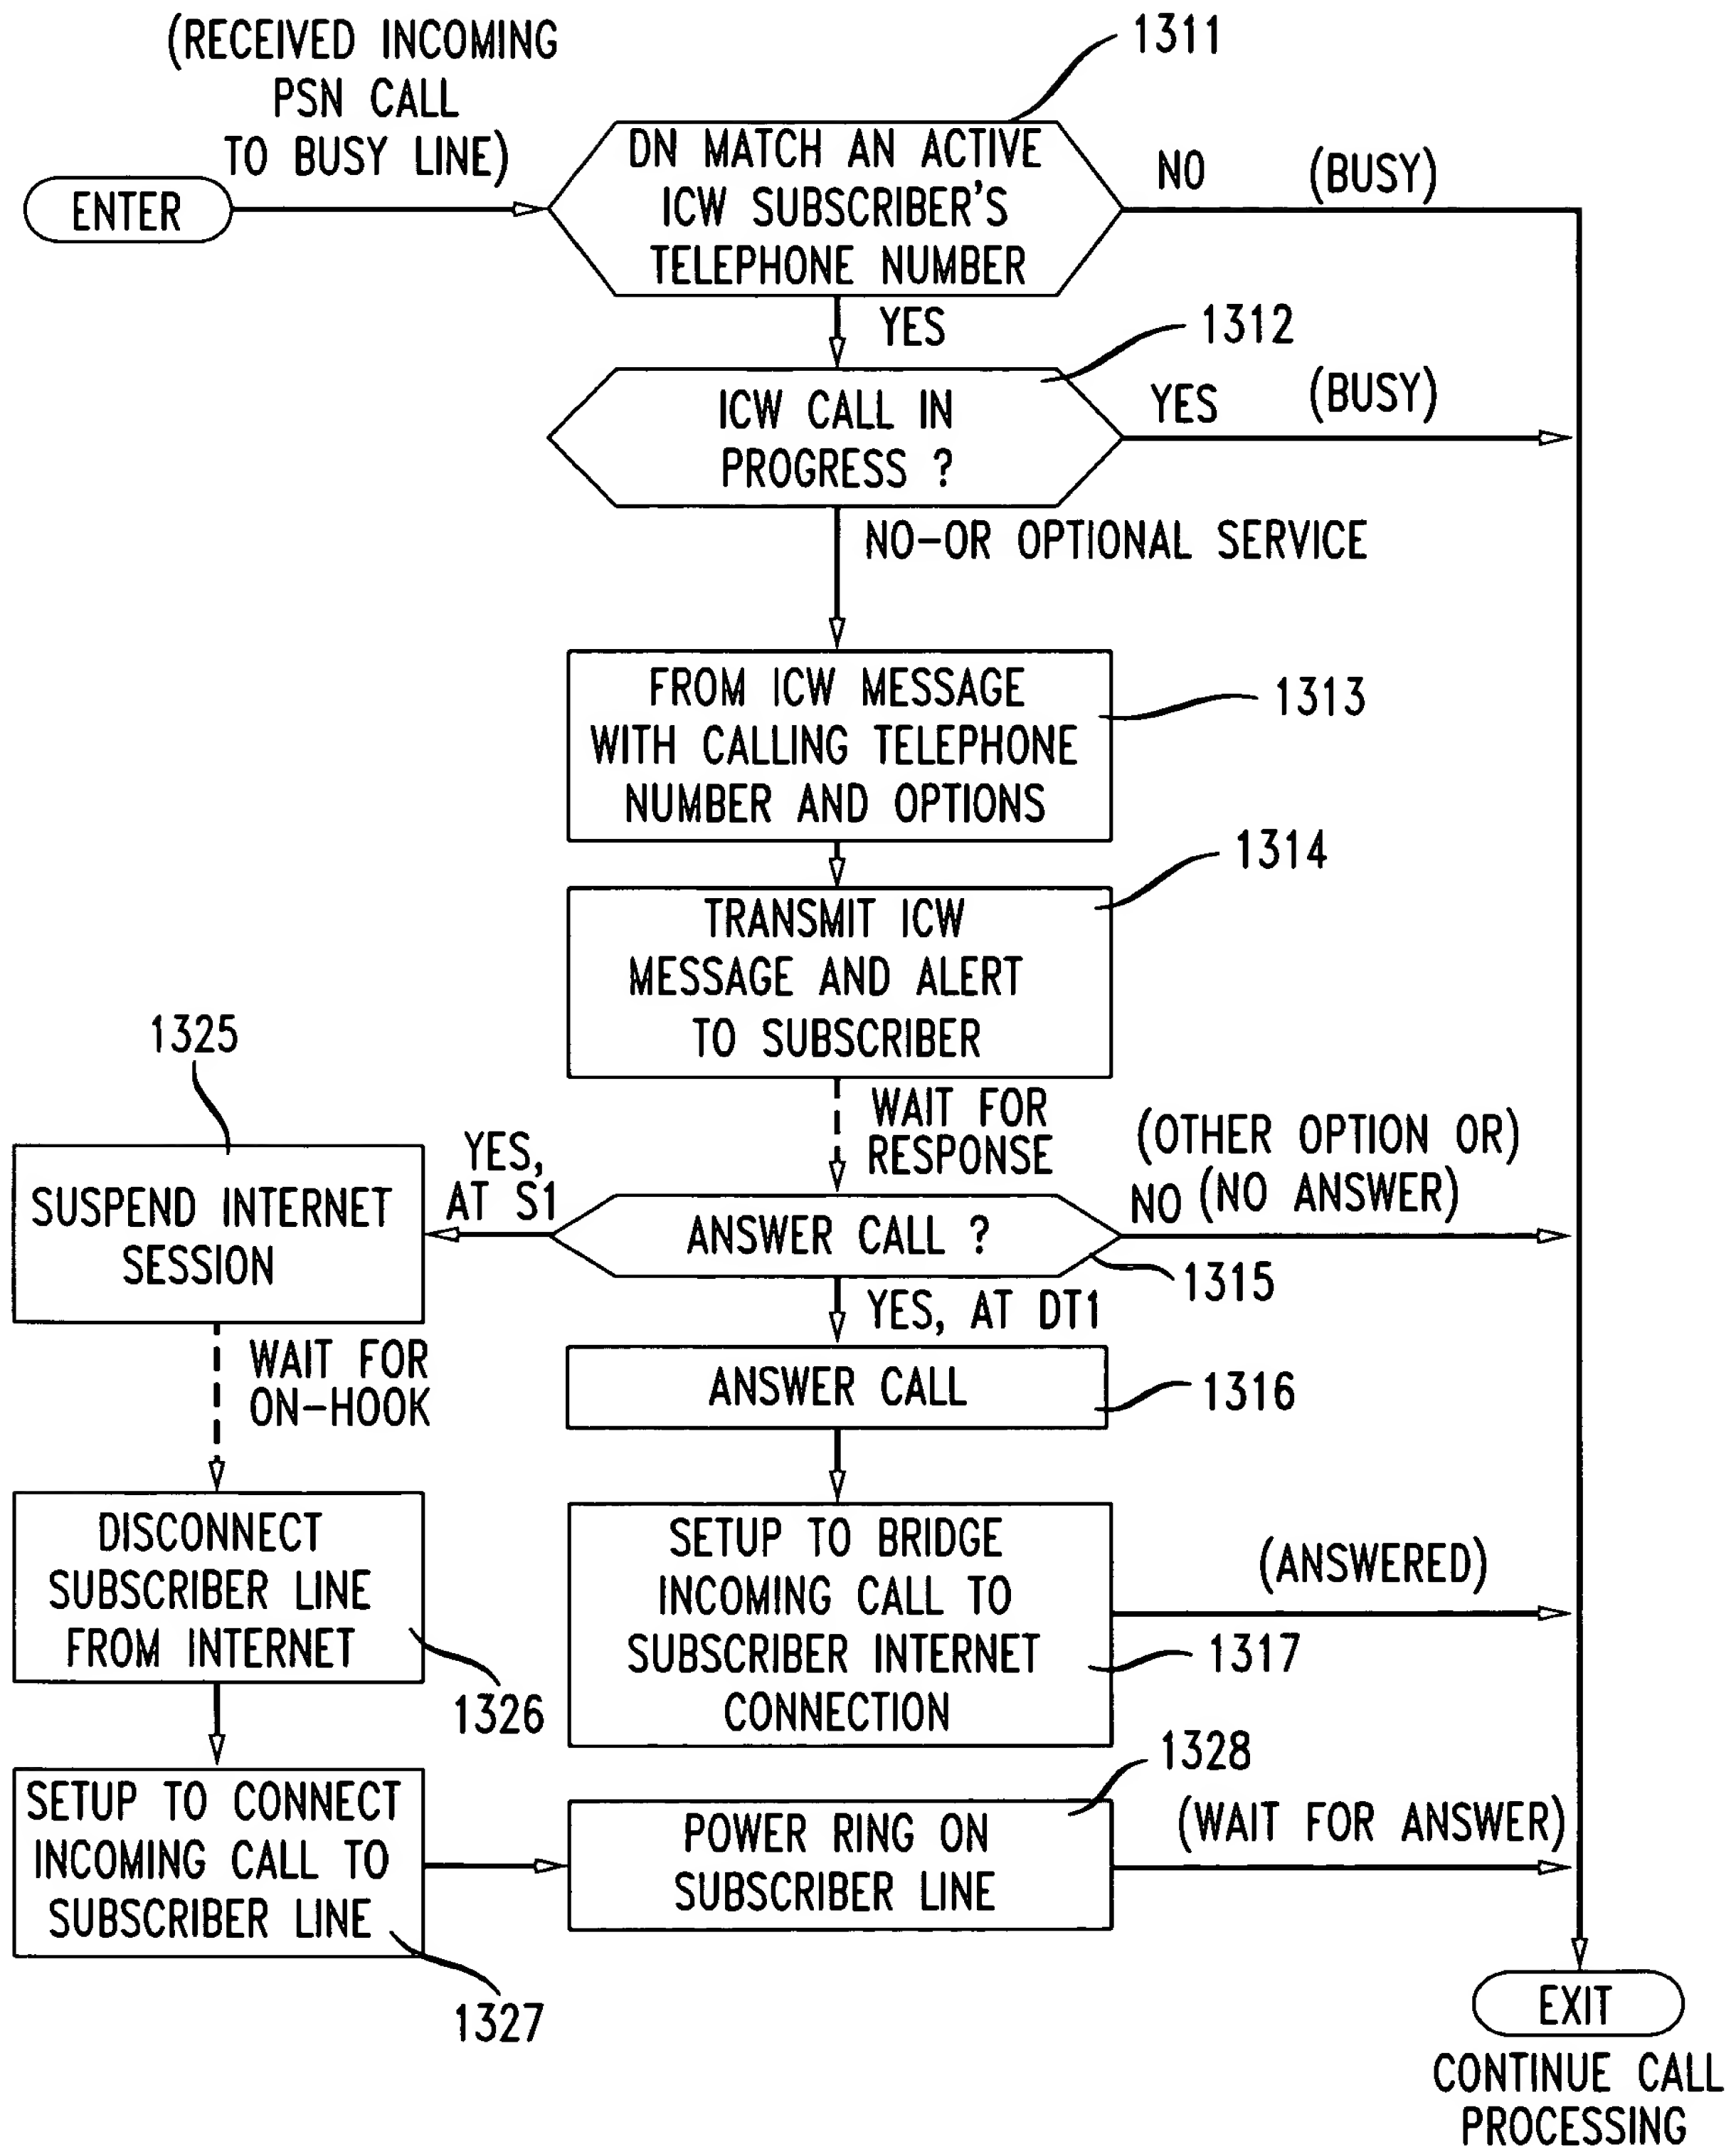 (RECEIVED INCOMING
PSN CALL
TO BUSY LINE)
ENTER
1311
DN MATCH AN ACTIVE
ICW SUBSCRIBER'S
TELEPHONE NUMBER
NO (BUSY)
YES
1312
ICW CALL IN
PROGRESS ?
YES (BUSY)
NO-OR OPTIONAL SERVICE
FROM ICW MESSAGE
WITH CALLING TELEPHONE
NUMBER AND OPTIONS
1313
1314
TRANSMIT ICW
MESSAGE AND ALERT
TO SUBSCRIBER
WAIT FOR
RESPONSE
1325
SUSPEND INTERNET
SESSION
YES,
AT S1
ANSWER CALL ?
(OTHER OPTION OR)
NO (NO ANSWER)
1315
YES, AT DT1
WAIT FOR
ON-HOOK
ANSWER CALL
1316
DISCONNECT
SUBSCRIBER LINE
FROM INTERNET
1326
SETUP TO BRIDGE
INCOMING CALL TO
SUBSCRIBER INTERNET
CONNECTION
(ANSWERED)
1317
SETUP TO CONNECT
INCOMING CALL TO
SUBSCRIBER LINE
1327
1328
POWER RING ON
SUBSCRIBER LINE
(WAIT FOR ANSWER)
EXIT
CONTINUE CALL
PROCESSING